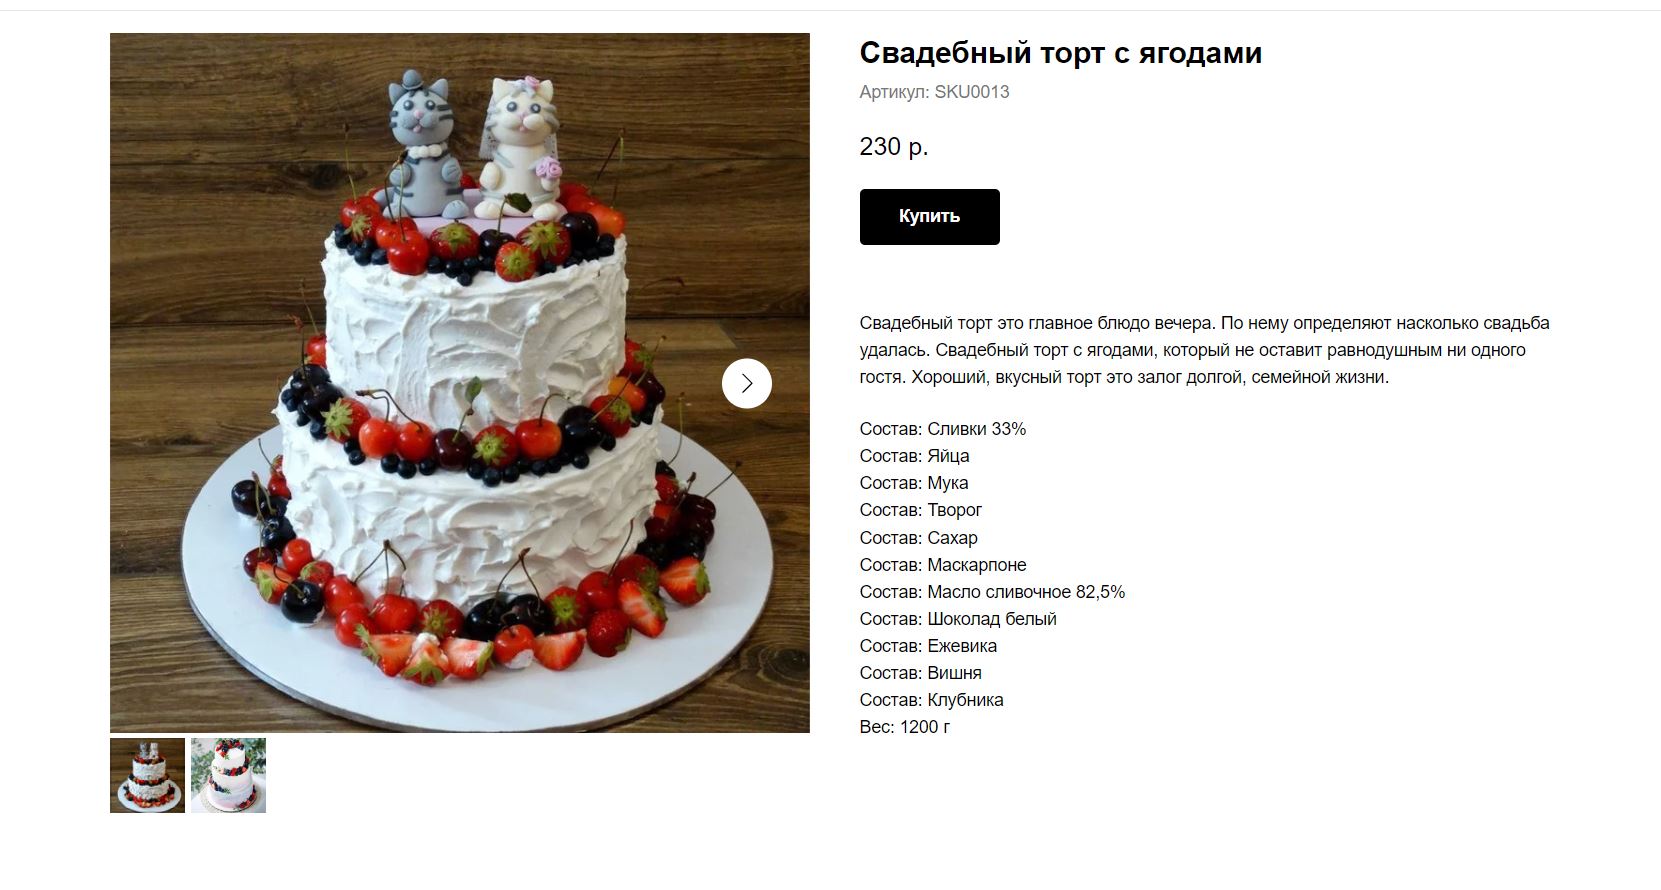 Свадебный торт с ягодами
Артикул: SKU0013
230 р.
Купить
Свадебный торт это главное блюдо вечера. По нему определяют насколько свадьба
удалась. Свадебный торт с ягодами, который не оставит равнодушным ни одного
гостя. Хороший, вкусный торт это залог долгой, семейной жизни.
Состав: Сливки 33%
Состав: Яйца
Состав: Мука
Состав: Творог
Состав: Сахар
Состав: Маскарпоне
Состав: Масло сливочное 82,5%
Состав: Шоколад белый
Состав: Ежевика
Состав: Вишня
Состав: Клубника
Вес: 1200 г